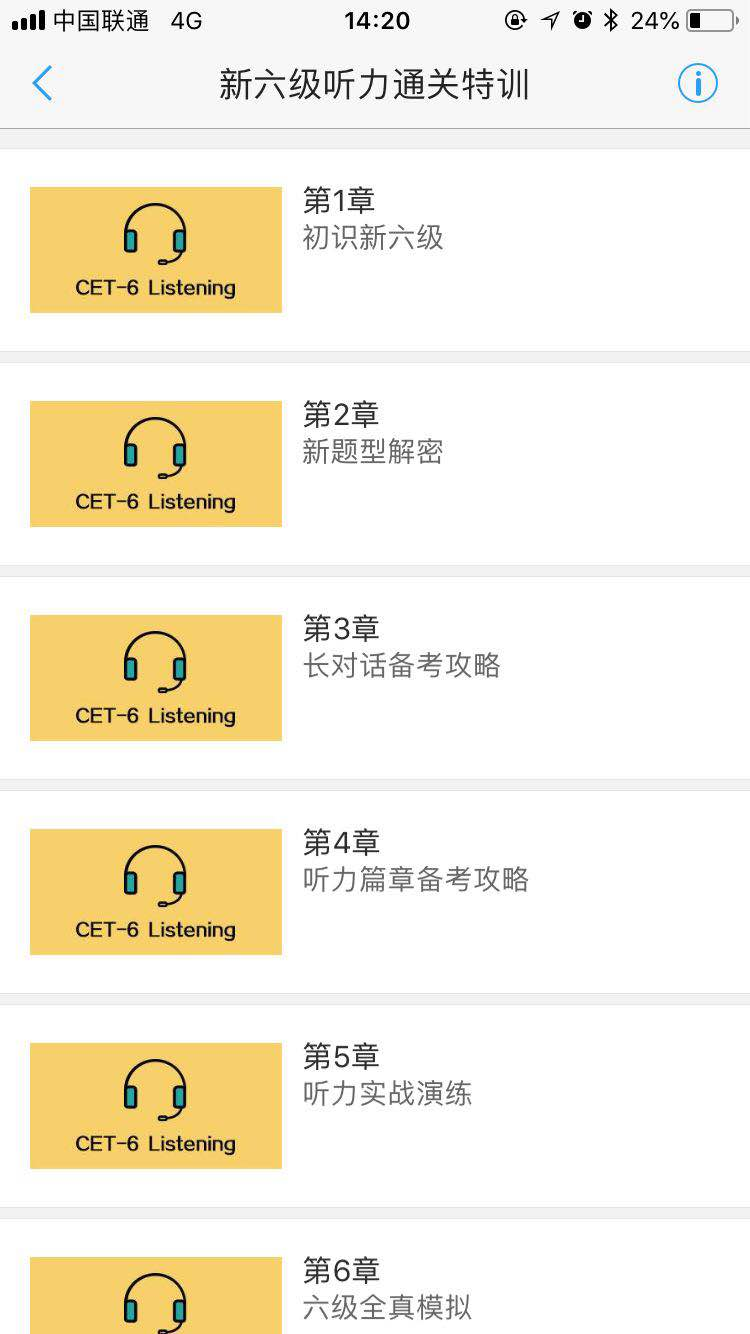 中国联通 4G 14:20 24%
新六级听力通关特训
第1章
初识新六级
CET-6 Listening
第2章
新题型解密
CET-6 Listening
第3章
长对话备考攻略
CET-6 Listening
第4章
听力篇章备考攻略
CET-6 Listening
第5章
听力实战演练
CET-6 Listening
第6章
六级全真模拟